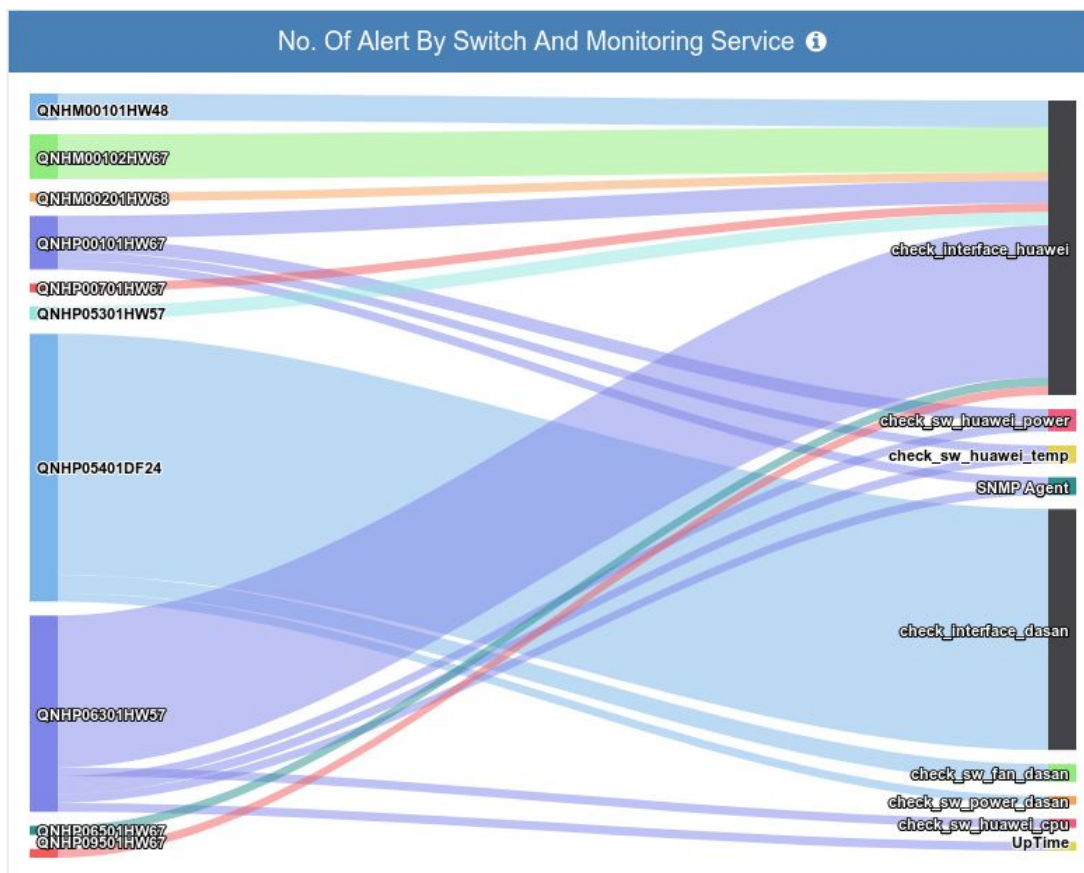 No. Of Alert By Switch And Monitoring Service
QNHM00101HW48
QNHM00102HW67
QNHM00201HW68
QNHP00101HW67
QNHP00701HW67
QNHP05301HW57
QNHP05401DF24
QNHP06301HW57
QNHP06501HW67
QNHP09501HW67
check_interface_huawei
check_sw_huawei_power
check_sw_huawei_temp
SNMP Agent
check_interface_dasan
check_sw_fan_dasan
check_sw_power_dasan
check_sw_huawei_cpu
UpTime